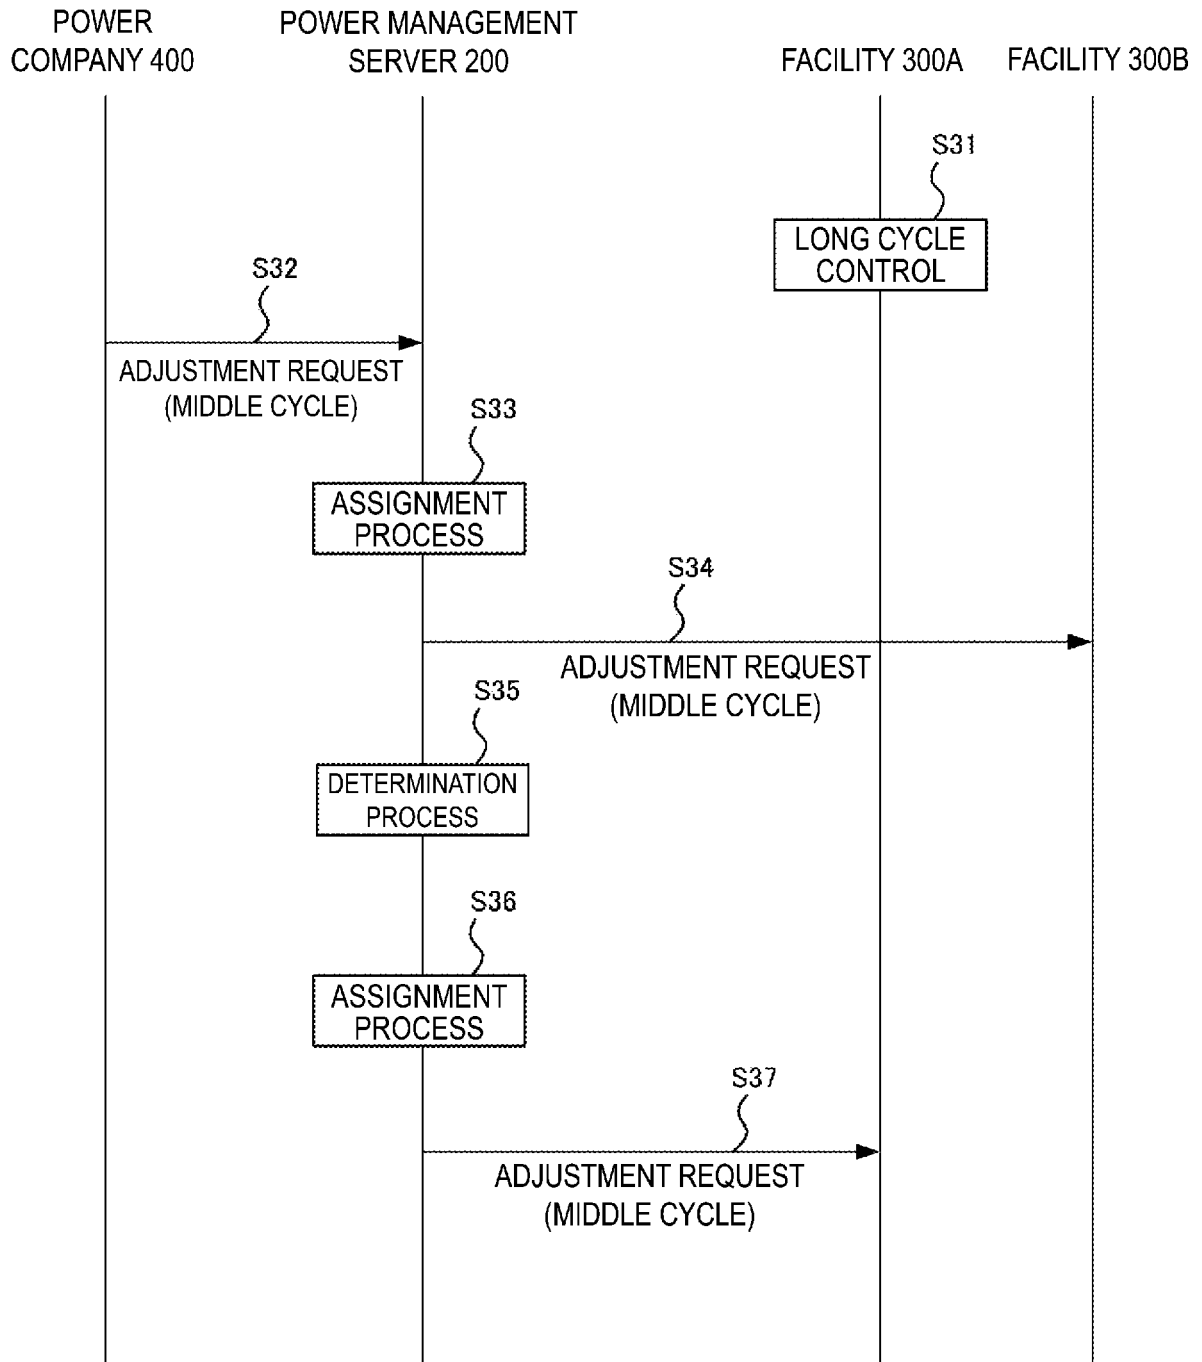 POWER
COMPANY 400
POWER MANAGEMENT
SERVER 200
FACILITY 300A
FACILITY 300B
S31
LONG CYCLE
CONTROL
S32
ADJUSTMENT REQUEST
(MIDDLE CYCLE)
S33
ASSIGNMENT
PROCESS
S34
ADJUSTMENT REQUEST
(MIDDLE CYCLE)
S35
DETERMINATION
PROCESS
S36
ASSIGNMENT
PROCESS
S37
ADJUSTMENT REQUEST
(MIDDLE CYCLE)